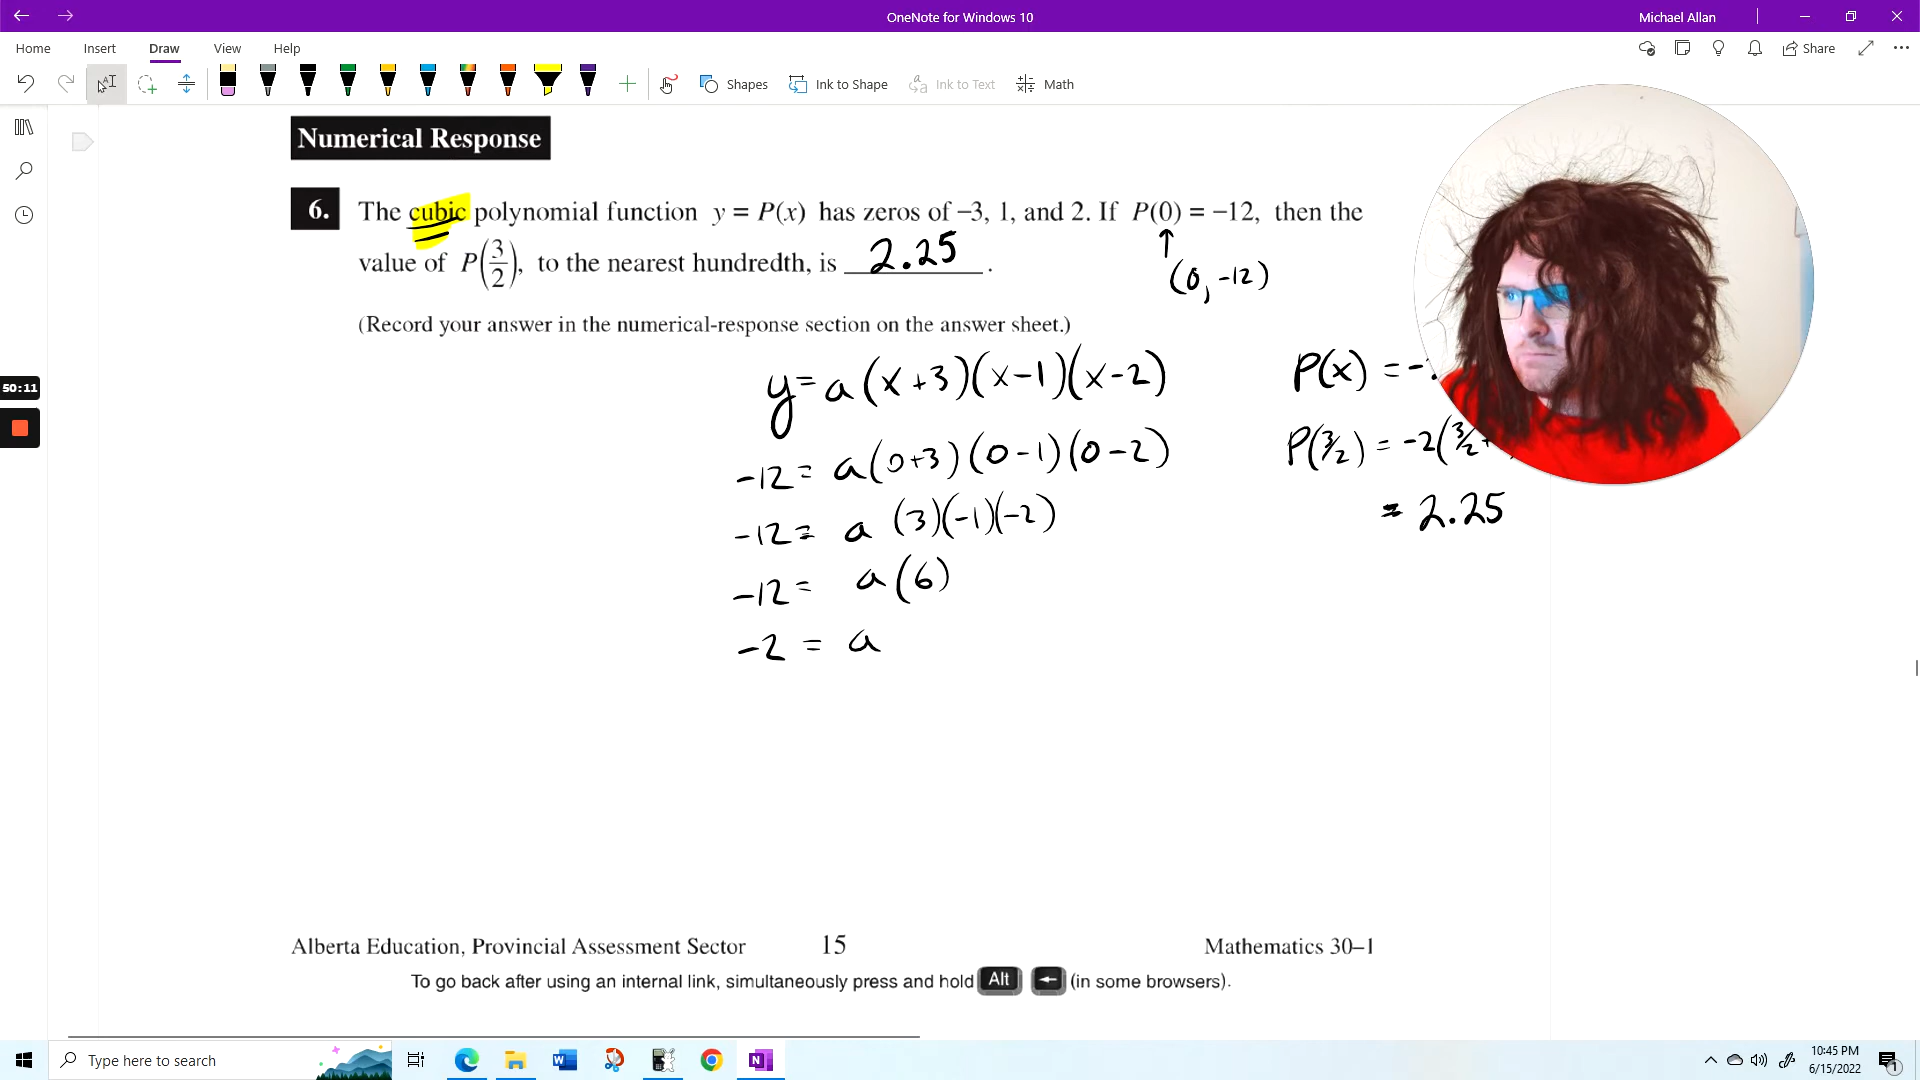 OneNote for Windows 10
Michael Allan
Home Insert Draw View Help
Share
Shapes Ink to Shape Ink to Text Math
Numerical Response
6. The cubic polynomial function y = P(x) has zeros of –3, 1, and 2. If P(0) = –12, then the
value of P(3/2), to the nearest hundredth, is 2.25.
(0, -12)
(Record your answer in the numerical-response section on the answer sheet.)
y = a(x+3)(x-1)(x-2)
-12 = a(0+3)(0-1)(0-2)
-12 = a (3)(-1)(-2)
-12 = a(6)
-2 = a
P(x) = -
P(3/2) = -2(3/2+
= 2.25
50:11
Alberta Education, Provincial Assessment Sector 15 Mathematics 30–1
To go back after using an internal link, simultaneously press and hold Alt ← (in some browsers).
Type here to search
10:45 PM
6/15/2022
1